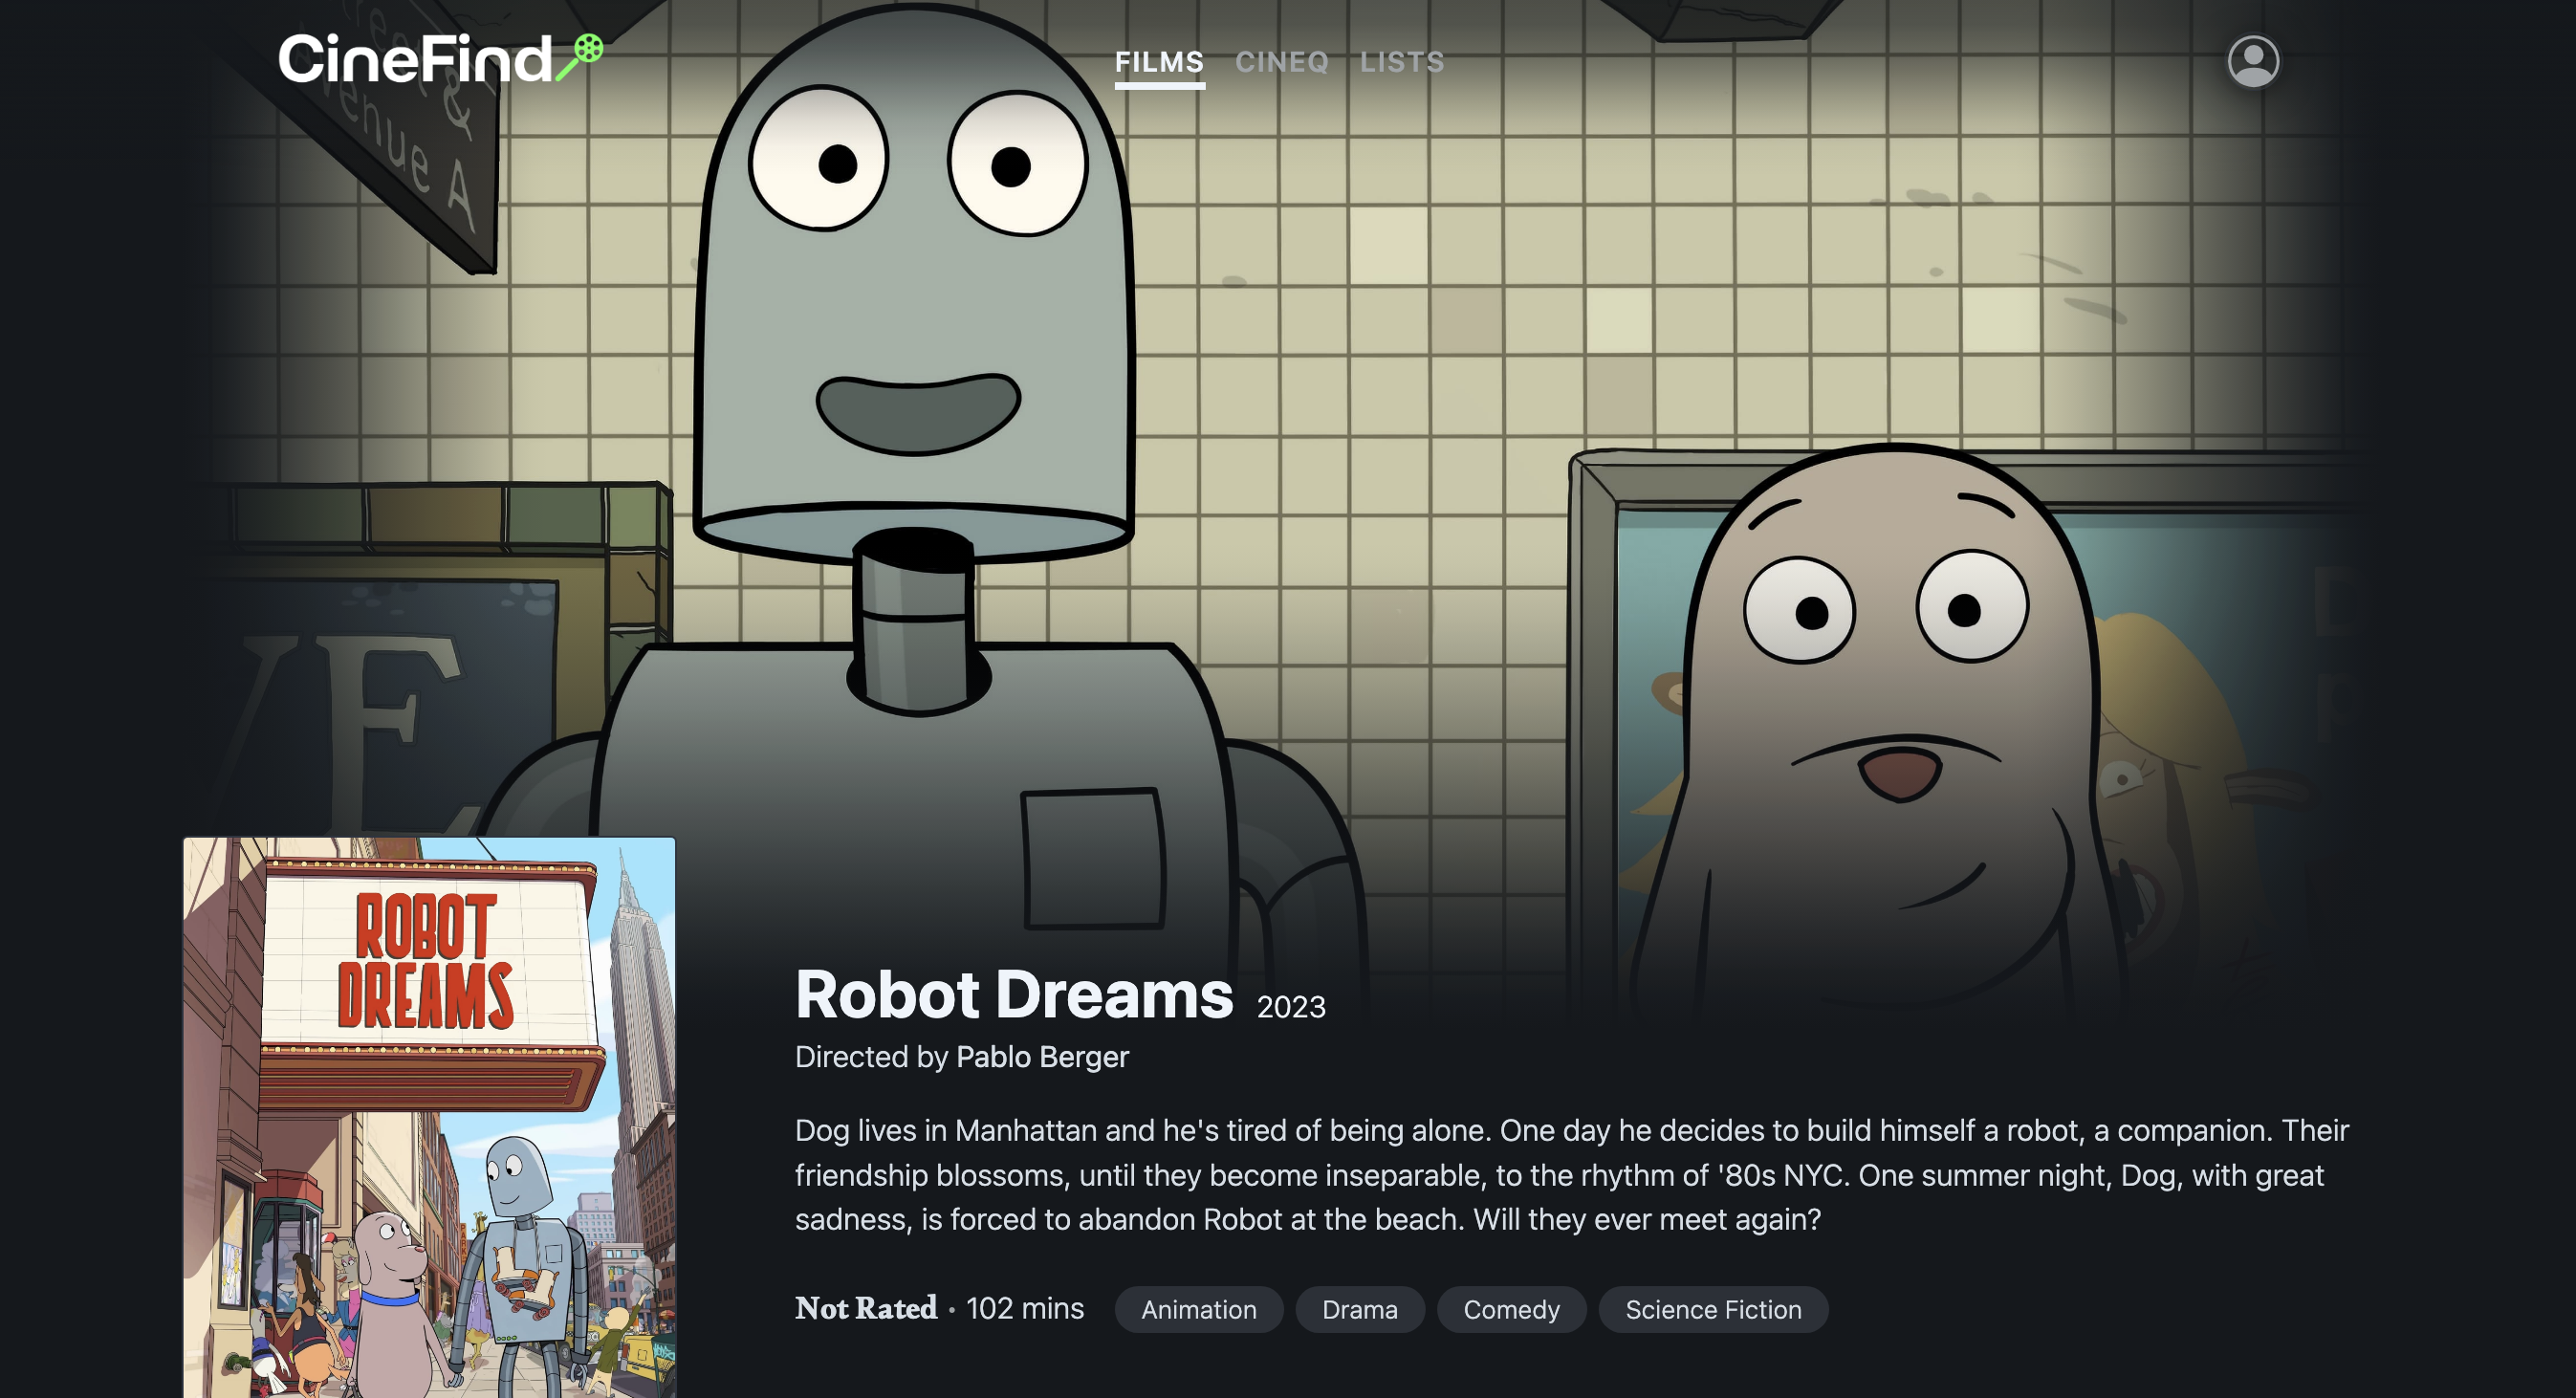 CineFind
FILMS CINEQ LISTS
& 
enue A
E
ROBOT
DREAMS
Robot Dreams 2023
Directed by Pablo Berger
Dog lives in Manhattan and he's tired of being alone. One day he decides to build himself a robot, a companion. Their
friendship blossoms, until they become inseparable, to the rhythm of '80s NYC. One summer night, Dog, with great
sadness, is forced to abandon Robot at the beach. Will they ever meet again?
Not Rated • 102 mins Animation Drama Comedy Science Fiction